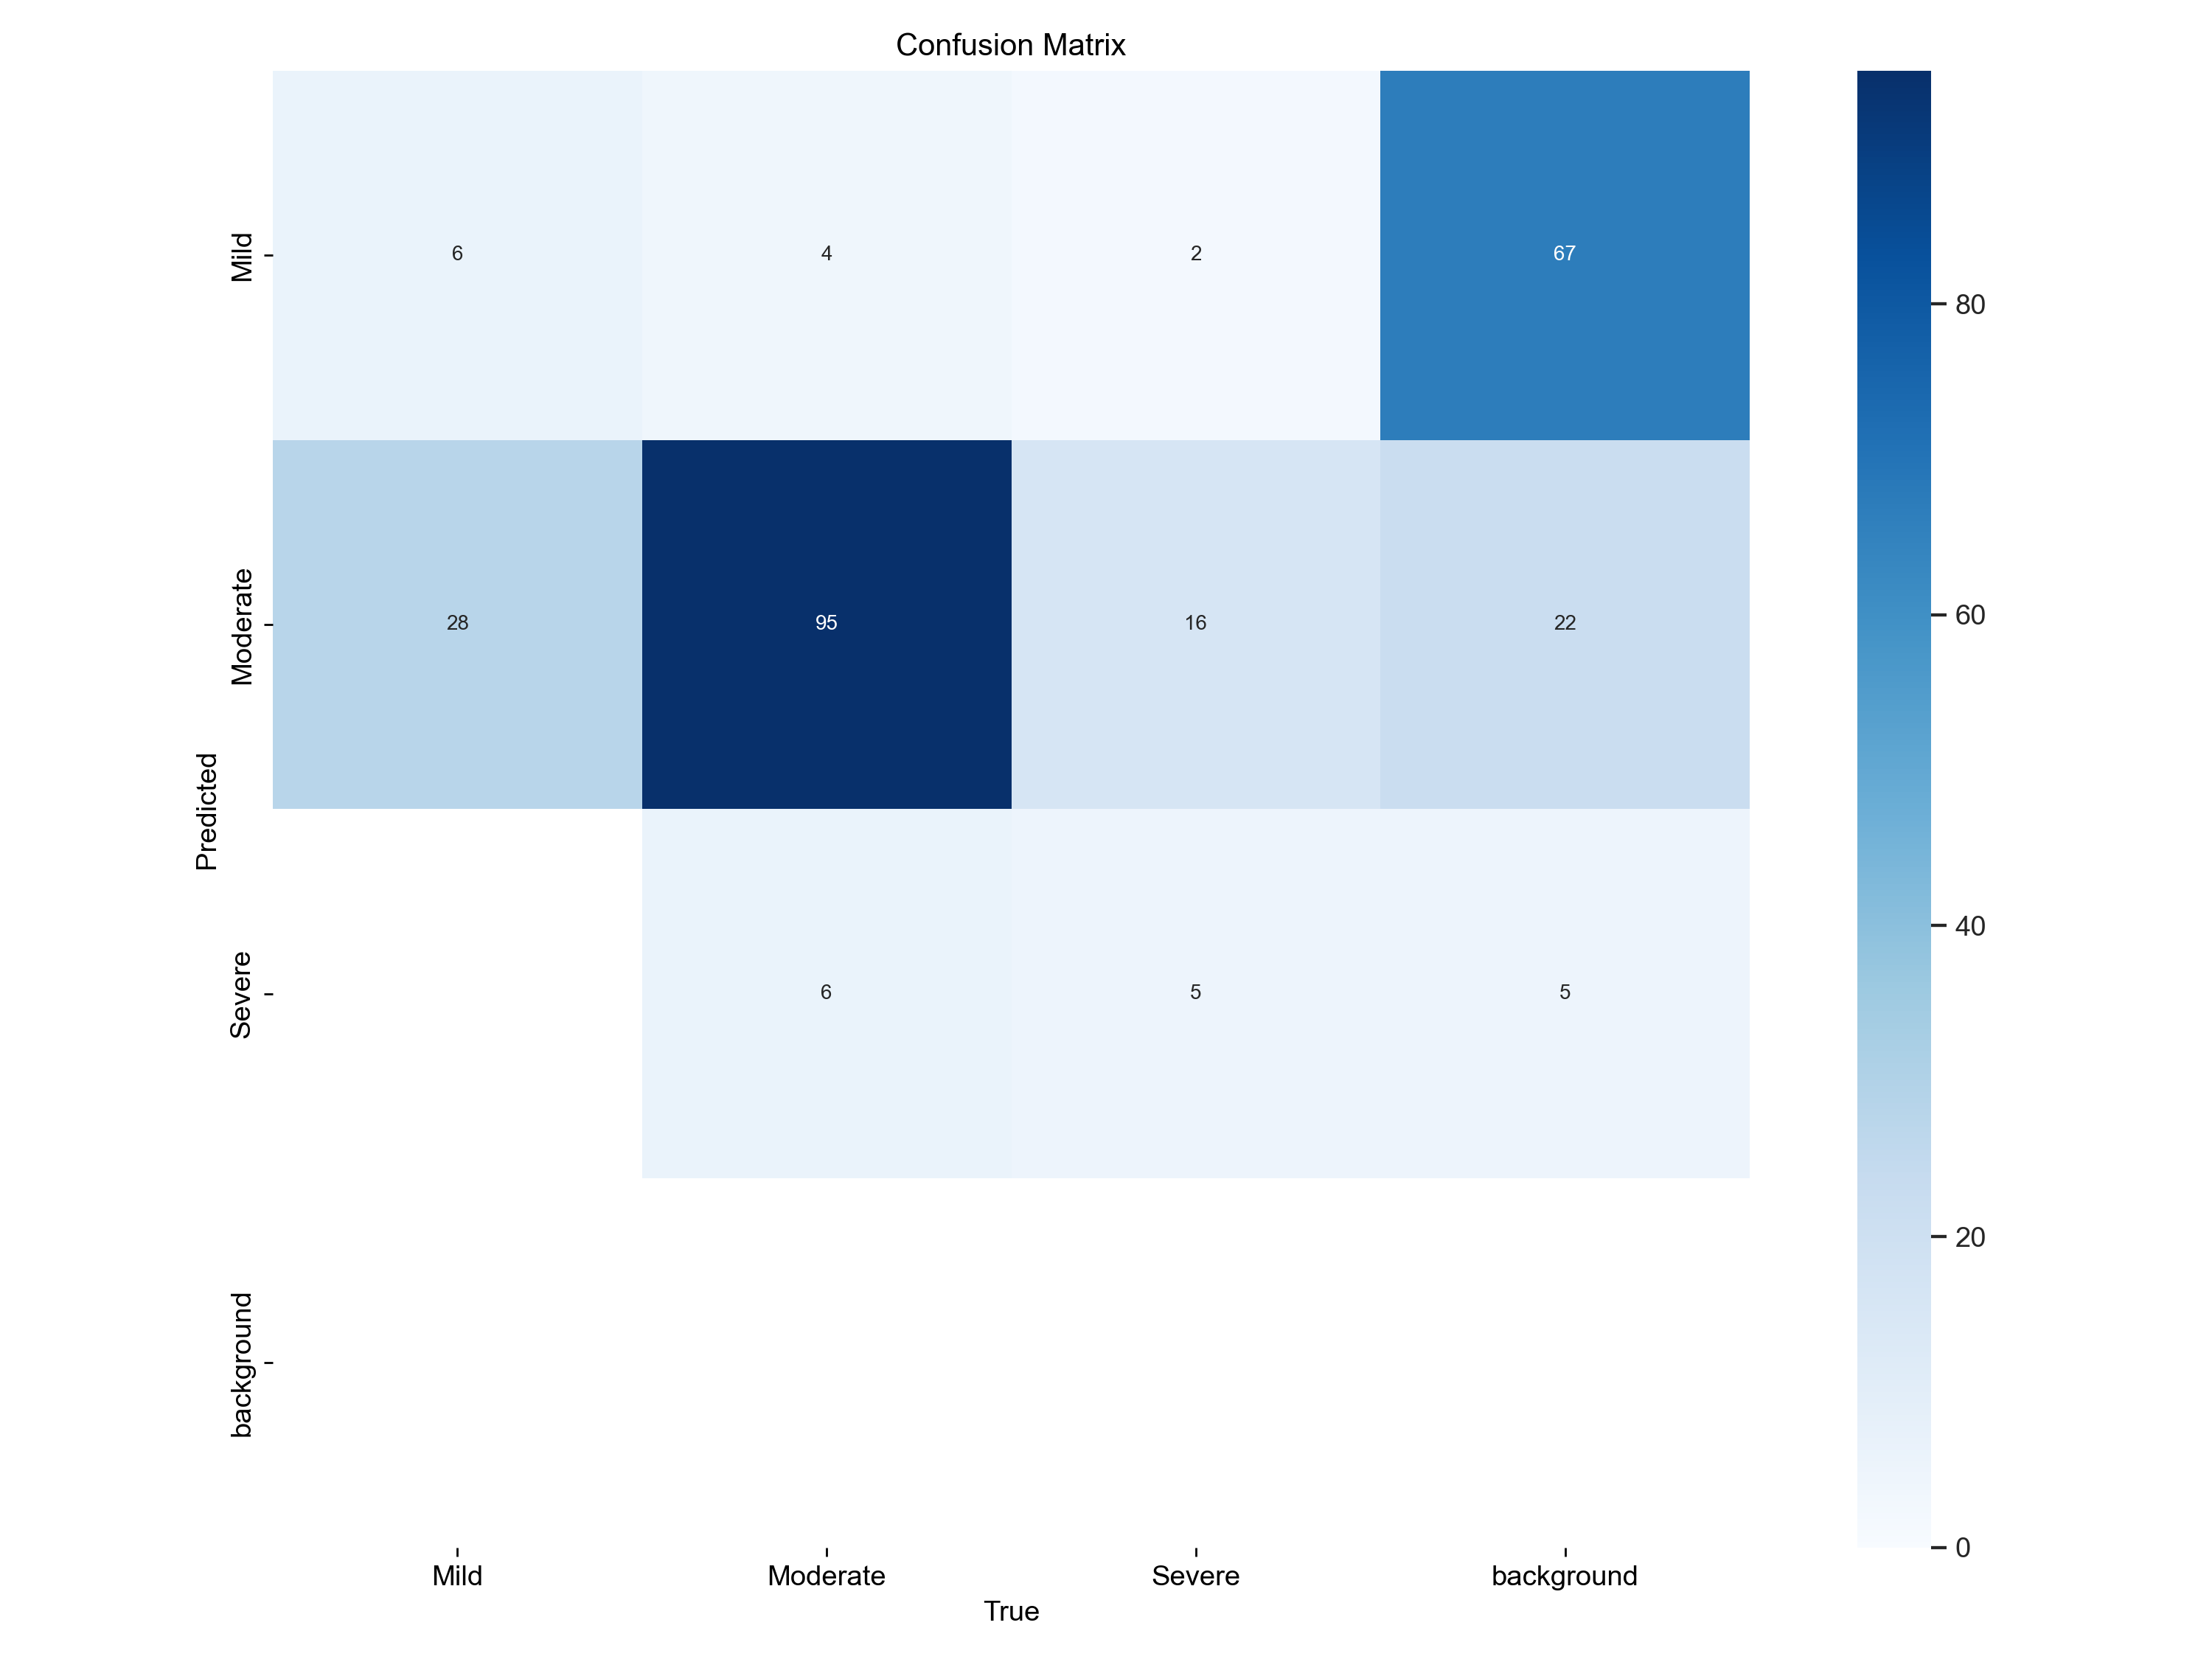 Confusion Matrix
Mild 6 4 2 67
Moderate 28 95 16 22
Severe 6 5 5
background
Predicted
Mild Moderate Severe background
True
80
60
40
20
0